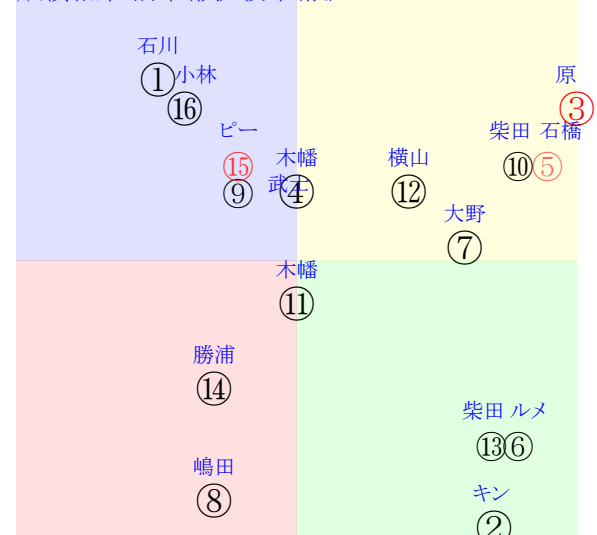 石川
①小林
⑯
原
③
ピー
柴田 石橋
⑮
木幡
横山
⑩⑤
⑨
④
⑫
大野
⑦
木幡
⑪
勝浦
⑭
柴田 ルメ
⑬⑥
嶋田
⑧
キン
②